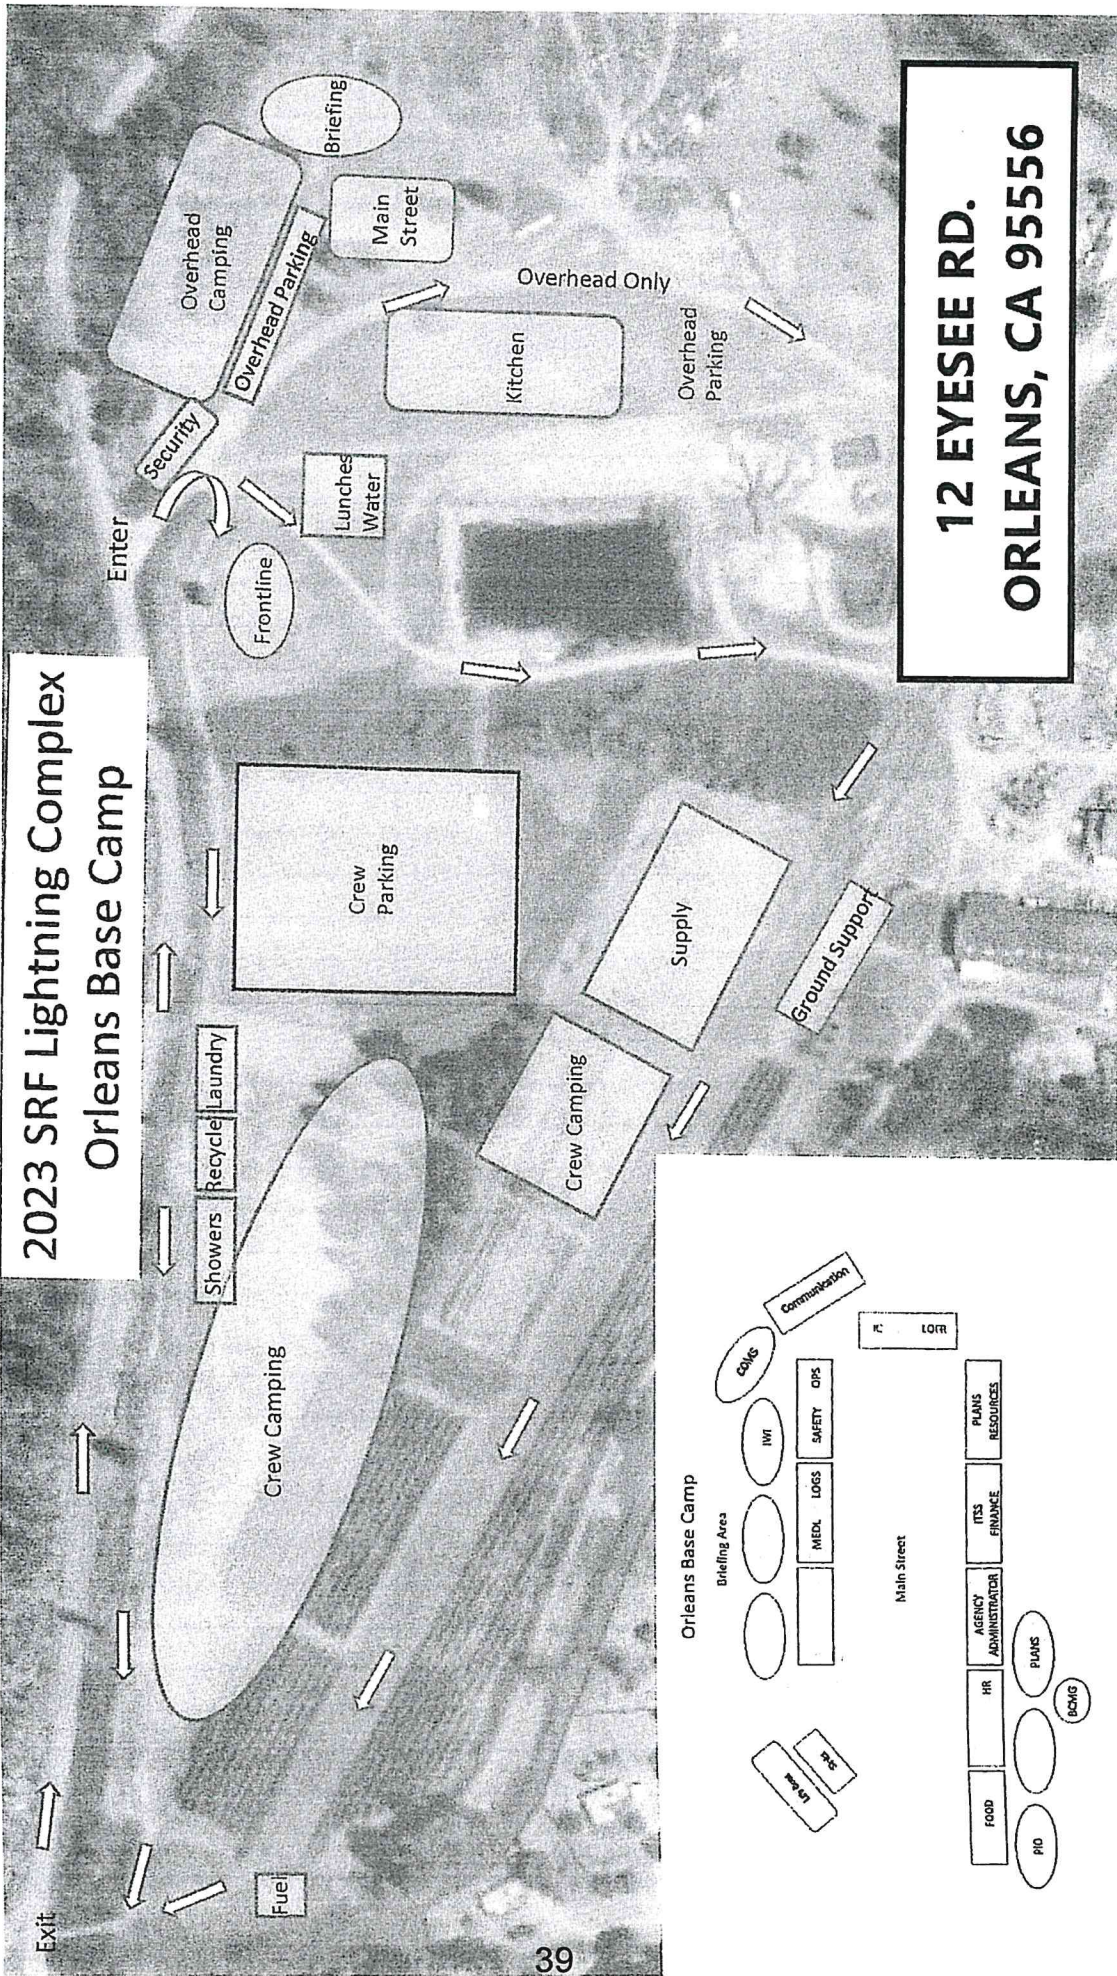 2023 SRF Lightning Complex
Orleans Base Camp
Exit
Enter
Security
Overhead
Camping
Overhead Parking
Briefing
Main
Street
Frontline
Lunches
Water
Kitchen
Overhead Only
Overhead
Parking
Showers
Recycle
Laundry
Crew
Parking
Crew Camping
Crew Camping
Supply
Ground Support
Fuel
12 EYESEE RD.
ORLEANS, CA 95556
Orleans Base Camp
Briefing Area
IWI
COMS
Communication
MEDL LOGS
SAFETY OPS
LOFR
Main Street
FOOD
HR
AGENCY
ADMINISTRATOR
ITSS
FINANCE
PLANS
RESOURCES
PIO
PLANS
BCMG
39